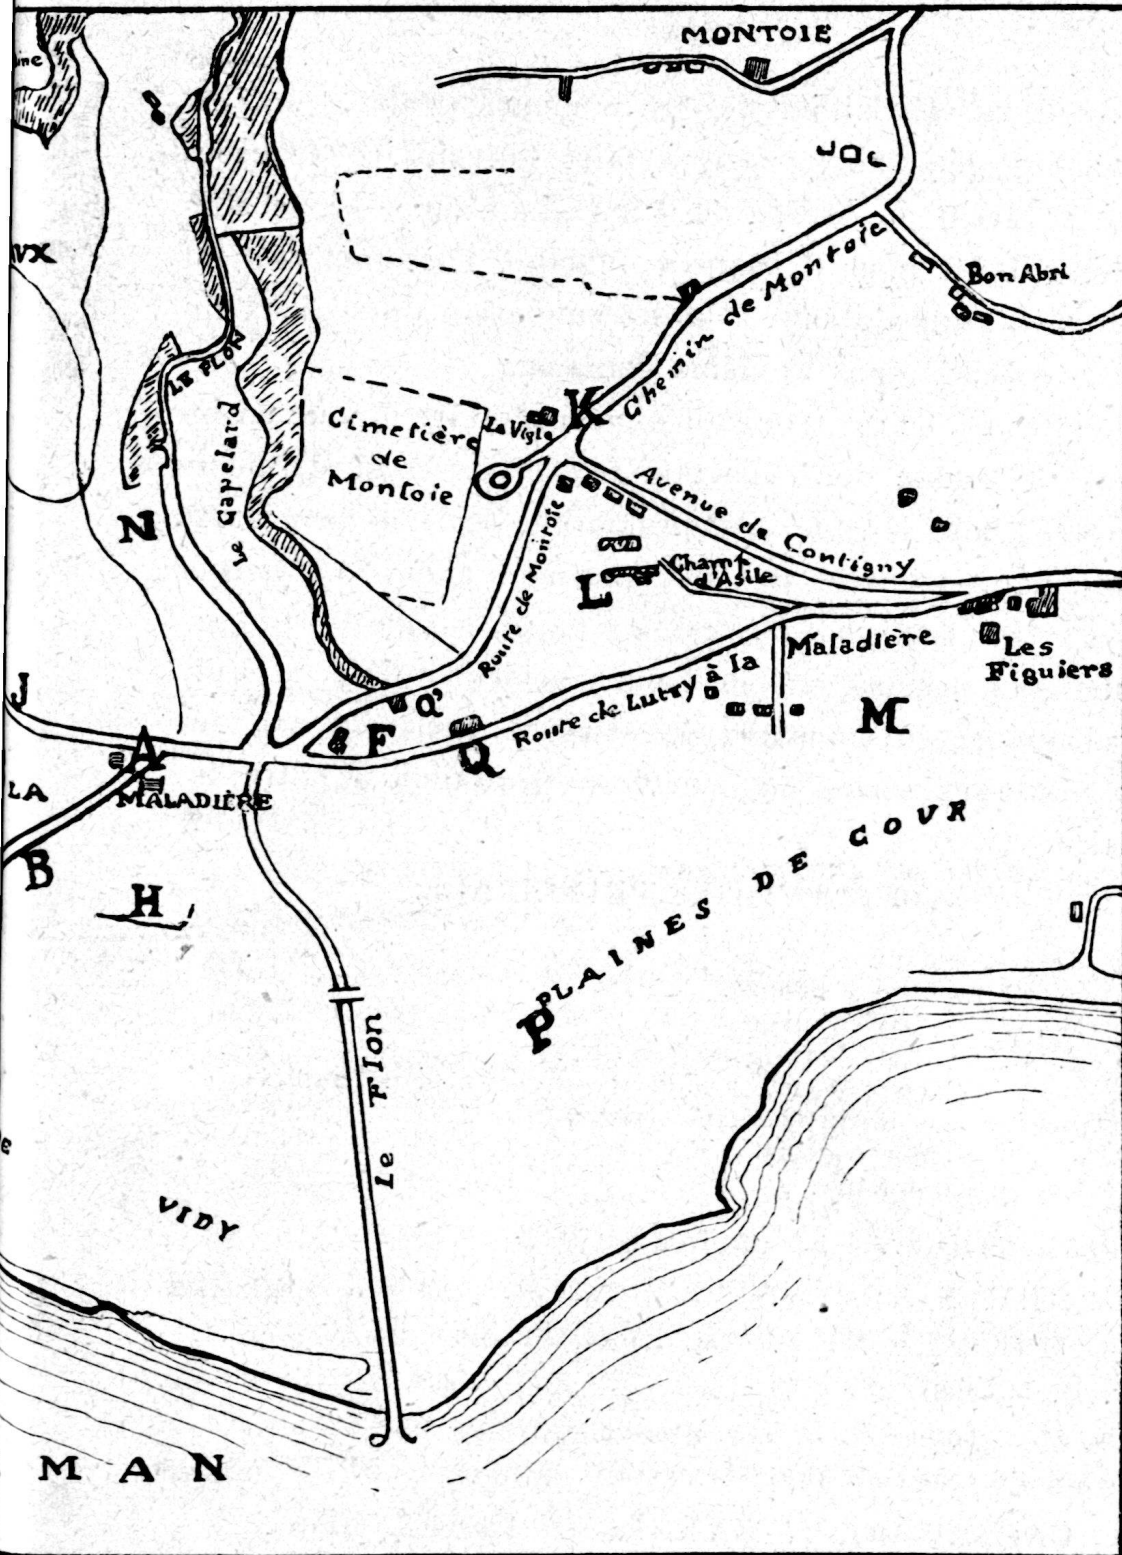 MONTOIE
ine
UX
Bon Abri
Chemin de Montoie
LE FLON
Le Capelard
Cimetière
de
Montoie
La Vigie
K
Avenue de Contigny
N
Route de Montoie
Champ
d'Asile
L
Maladière
Les
Figuiers
Route de Lutry à la
J
Q'
F
Q
M
A
LA
MALADIÈRE
B
H
PLAINES DE COUR
P
Le Flon
E
VIDY
MAN